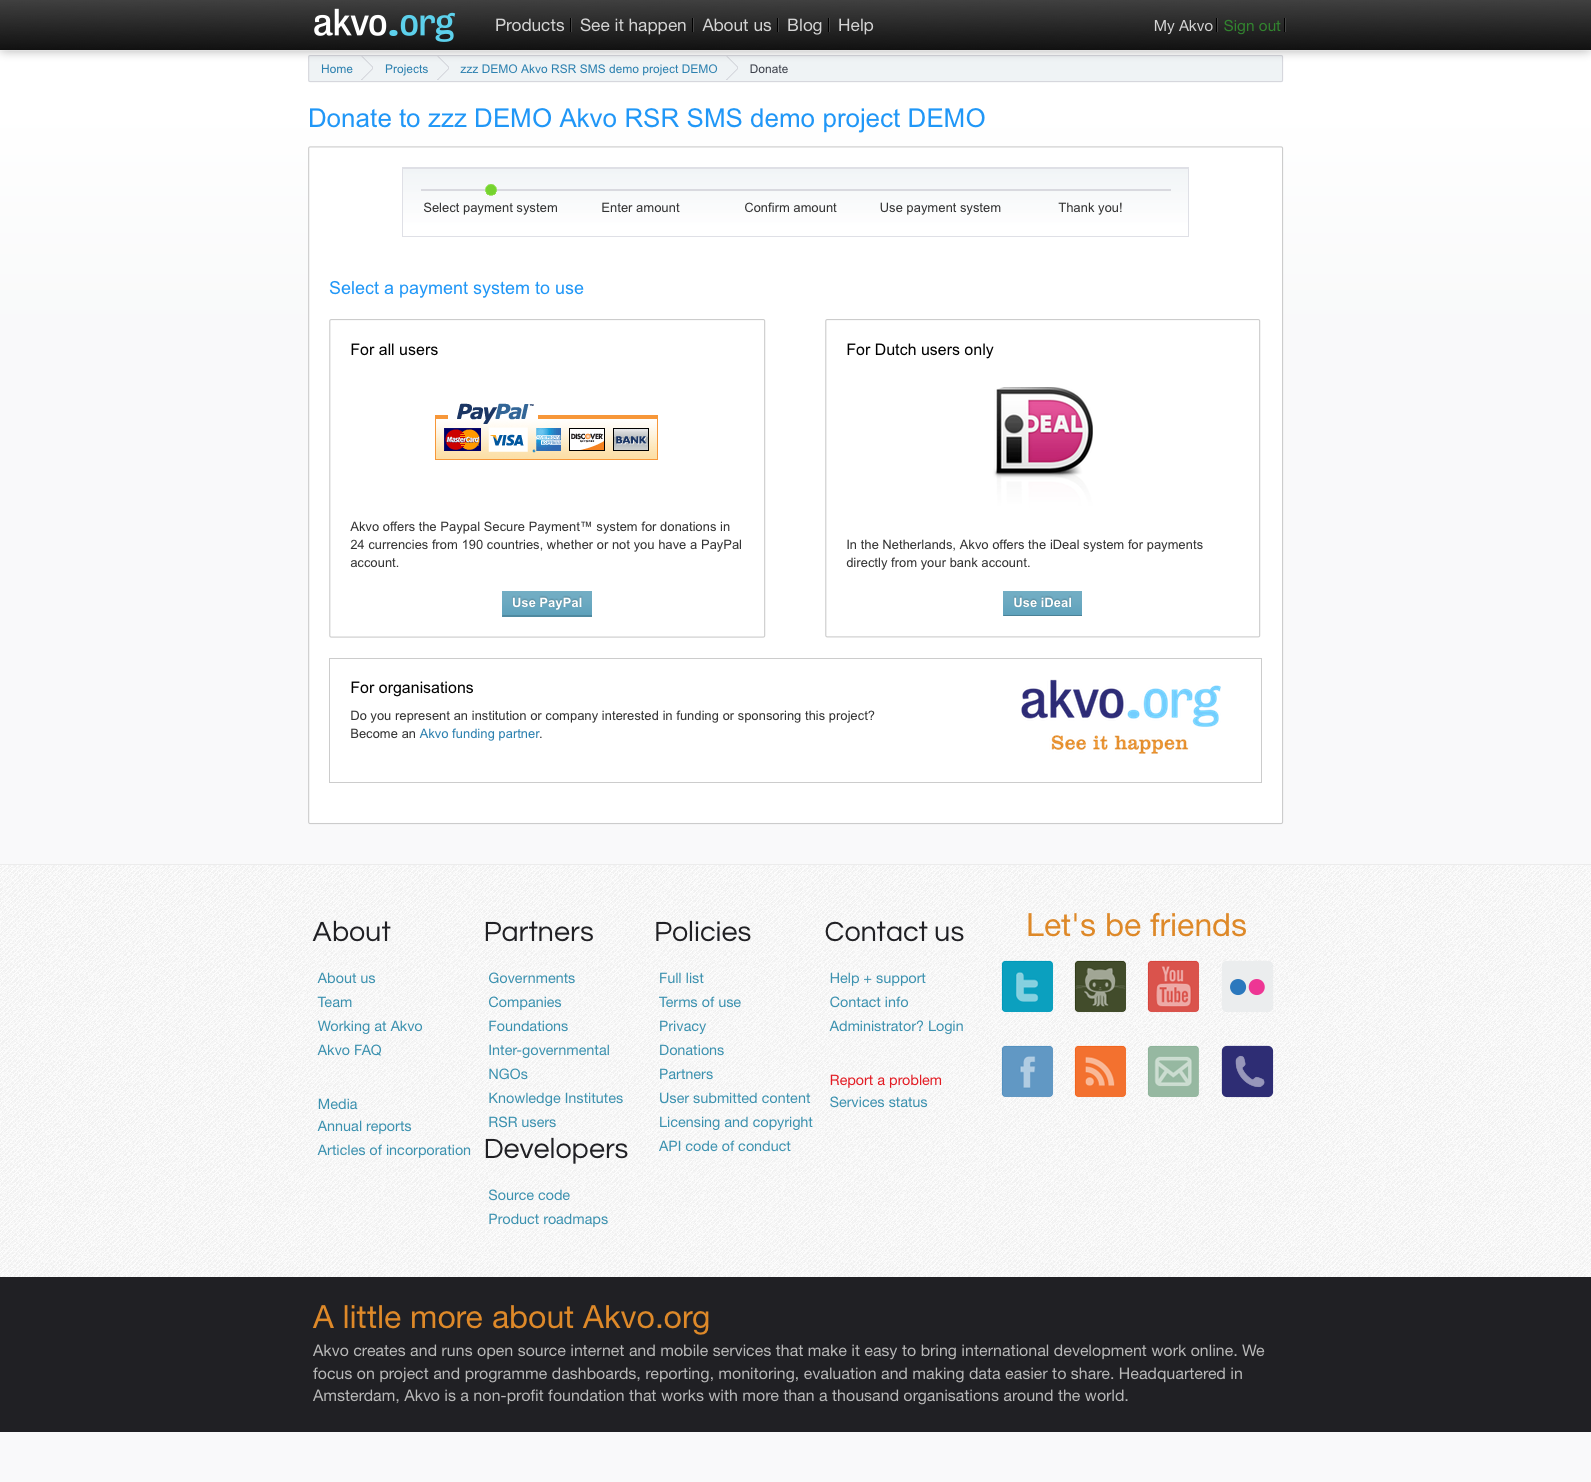 akvo.org
Products See it happen About us Blog Help
My Akvo Sign out
Home Projects zzz DEMO Akvo RSR SMS demo project DEMO Donate
Donate to zzz DEMO Akvo RSR SMS demo project DEMO
Select payment system Enter amount Confirm amount Use payment system Thank you!
Select a payment system to use
For all users
PayPal™
MasterCard VISA AMERICAN EXPRESS DISCOVER BANK
Akvo offers the Paypal Secure Payment™ system for donations in
24 currencies from 190 countries, whether or not you have a PayPal
account.
Use PayPal
For Dutch users only
iDEAL
In the Netherlands, Akvo offers the iDeal system for payments
directly from your bank account.
Use iDeal
For organisations
Do you represent an institution or company interested in funding or sponsoring this project?
Become an Akvo funding partner.
akvo.org
See it happen
About
About us
Team
Working at Akvo
Akvo FAQ
Media
Annual reports
Articles of incorporation
Partners
Governments
Companies
Foundations
Inter-governmental
NGOs
Knowledge Institutes
RSR users
Developers
Source code
Product roadmaps
Policies
Full list
Terms of use
Privacy
Donations
Partners
User submitted content
Licensing and copyright
API code of conduct
Contact us
Help + support
Contact info
Administrator? Login
Report a problem
Services status
Let's be friends
You
Tube
A little more about Akvo.org
Akvo creates and runs open source internet and mobile services that make it easy to bring international development work online. We
focus on project and programme dashboards, reporting, monitoring, evaluation and making data easier to share. Headquartered in
Amsterdam, Akvo is a non-profit foundation that works with more than a thousand organisations around the world.